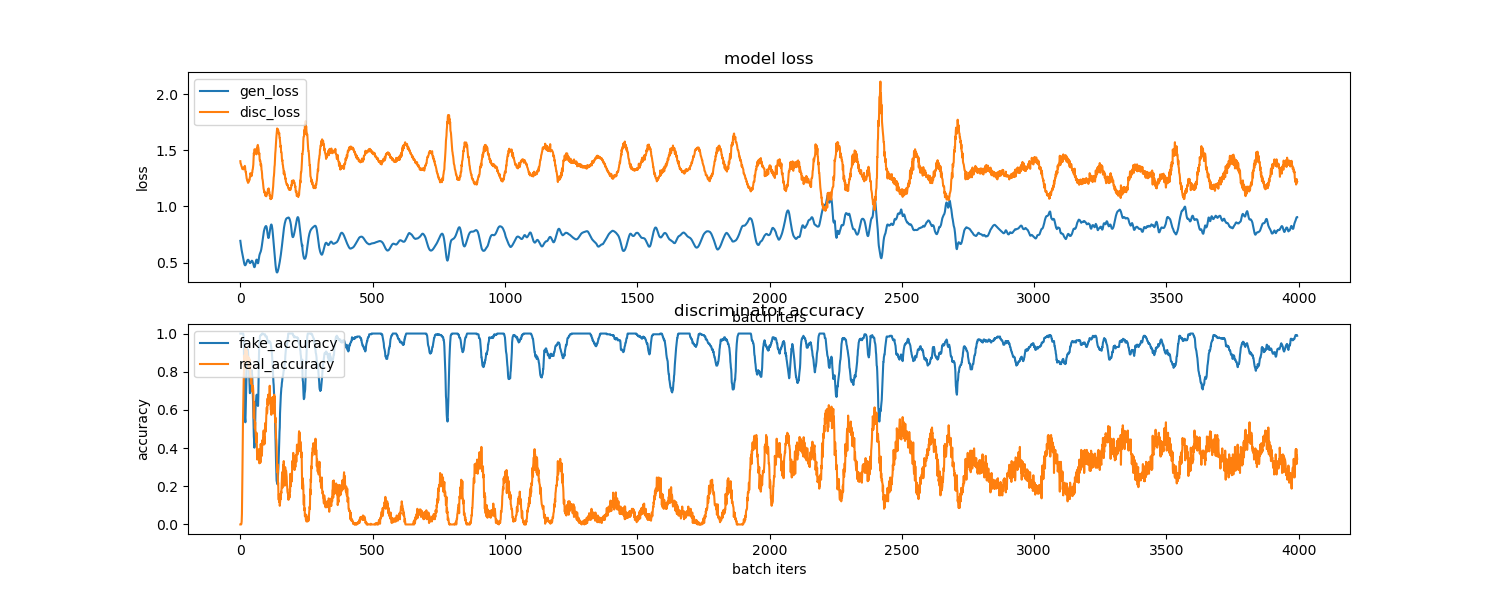 model loss
gen_loss
disc_loss
loss
2.0
1.5
1.0
0.5
0 500 1000 1500 2000 2500 3000 3500 4000
batch iters
discriminator accuracy
fake_accuracy
real_accuracy
accuracy
1.0
0.8
0.6
0.4
0.2
0.0
0 500 1000 1500 2000 2500 3000 3500 4000
batch iters